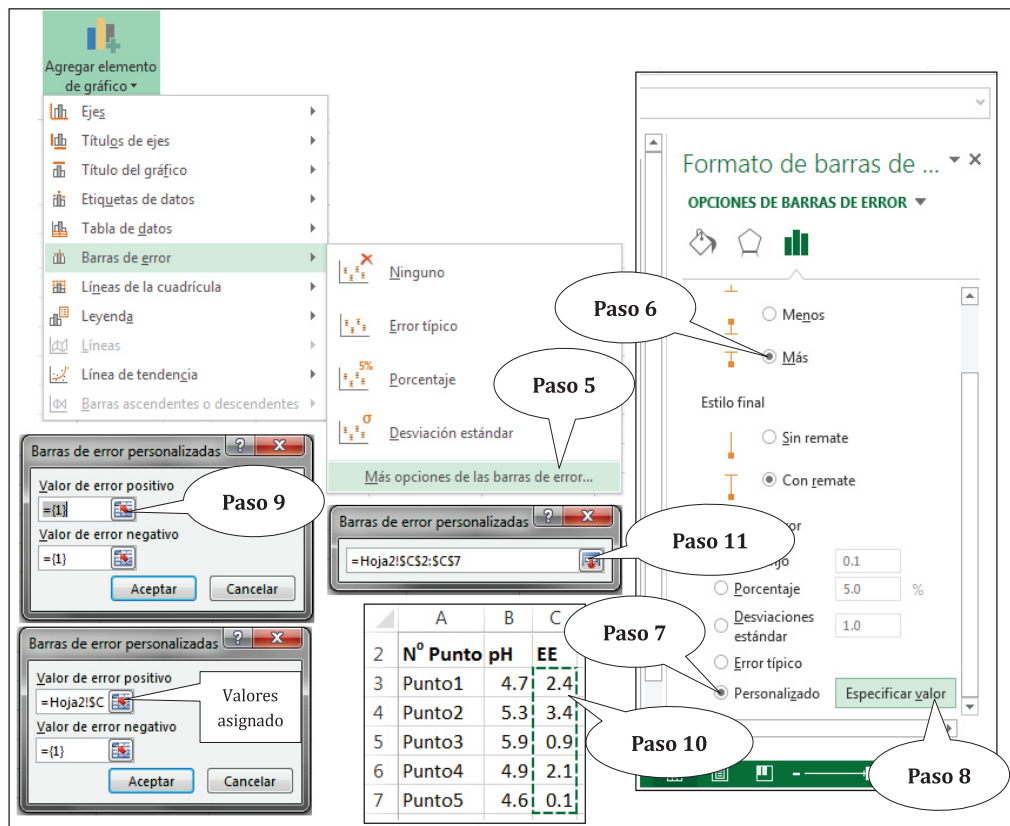 Agregar elemento
de gráfico
Ejes
Títulos de ejes
Título del gráfico
Etiquetas de datos
Tabla de datos
Barras de error
Líneas de la cuadrícula
Leyenda
Líneas
Línea de tendencia
Barras ascendentes o descendentes
Ninguno
Error típico
5%
Porcentaje
σ
Desviación estándar
Más opciones de las barras de error...
Paso 5
Formato de barras de ...
OPCIONES DE BARRAS DE ERROR
Paso 6
Menos
Más
Estilo final
Sin remate
Con remate
0.1
Porcentaje 5.0 %
Desviaciones
estándar 1.0
Error típico
Personalizado Especificar valor
Paso 7
Paso 8
Barras de error personalizadas ?
Valor de error positivo
={1}
Valor de error negativo
={1}
Aceptar Cancelar
Paso 9
Barras de error personalizadas ?
=Hoja2!$C$2:$C$7
Paso 11
Barras de error personalizadas ?
Valor de error positivo
=Hoja2!$C
Valor de error negativo
={1}
Aceptar Cancelar
Valores
asignado
A B C
2 Nº Punto pH EE
3 Punto1 4.7 2.4
4 Punto2 5.3 3.4
5 Punto3 5.9 0.9
6 Punto4 4.9 2.1
7 Punto5 4.6 0.1
Paso 10